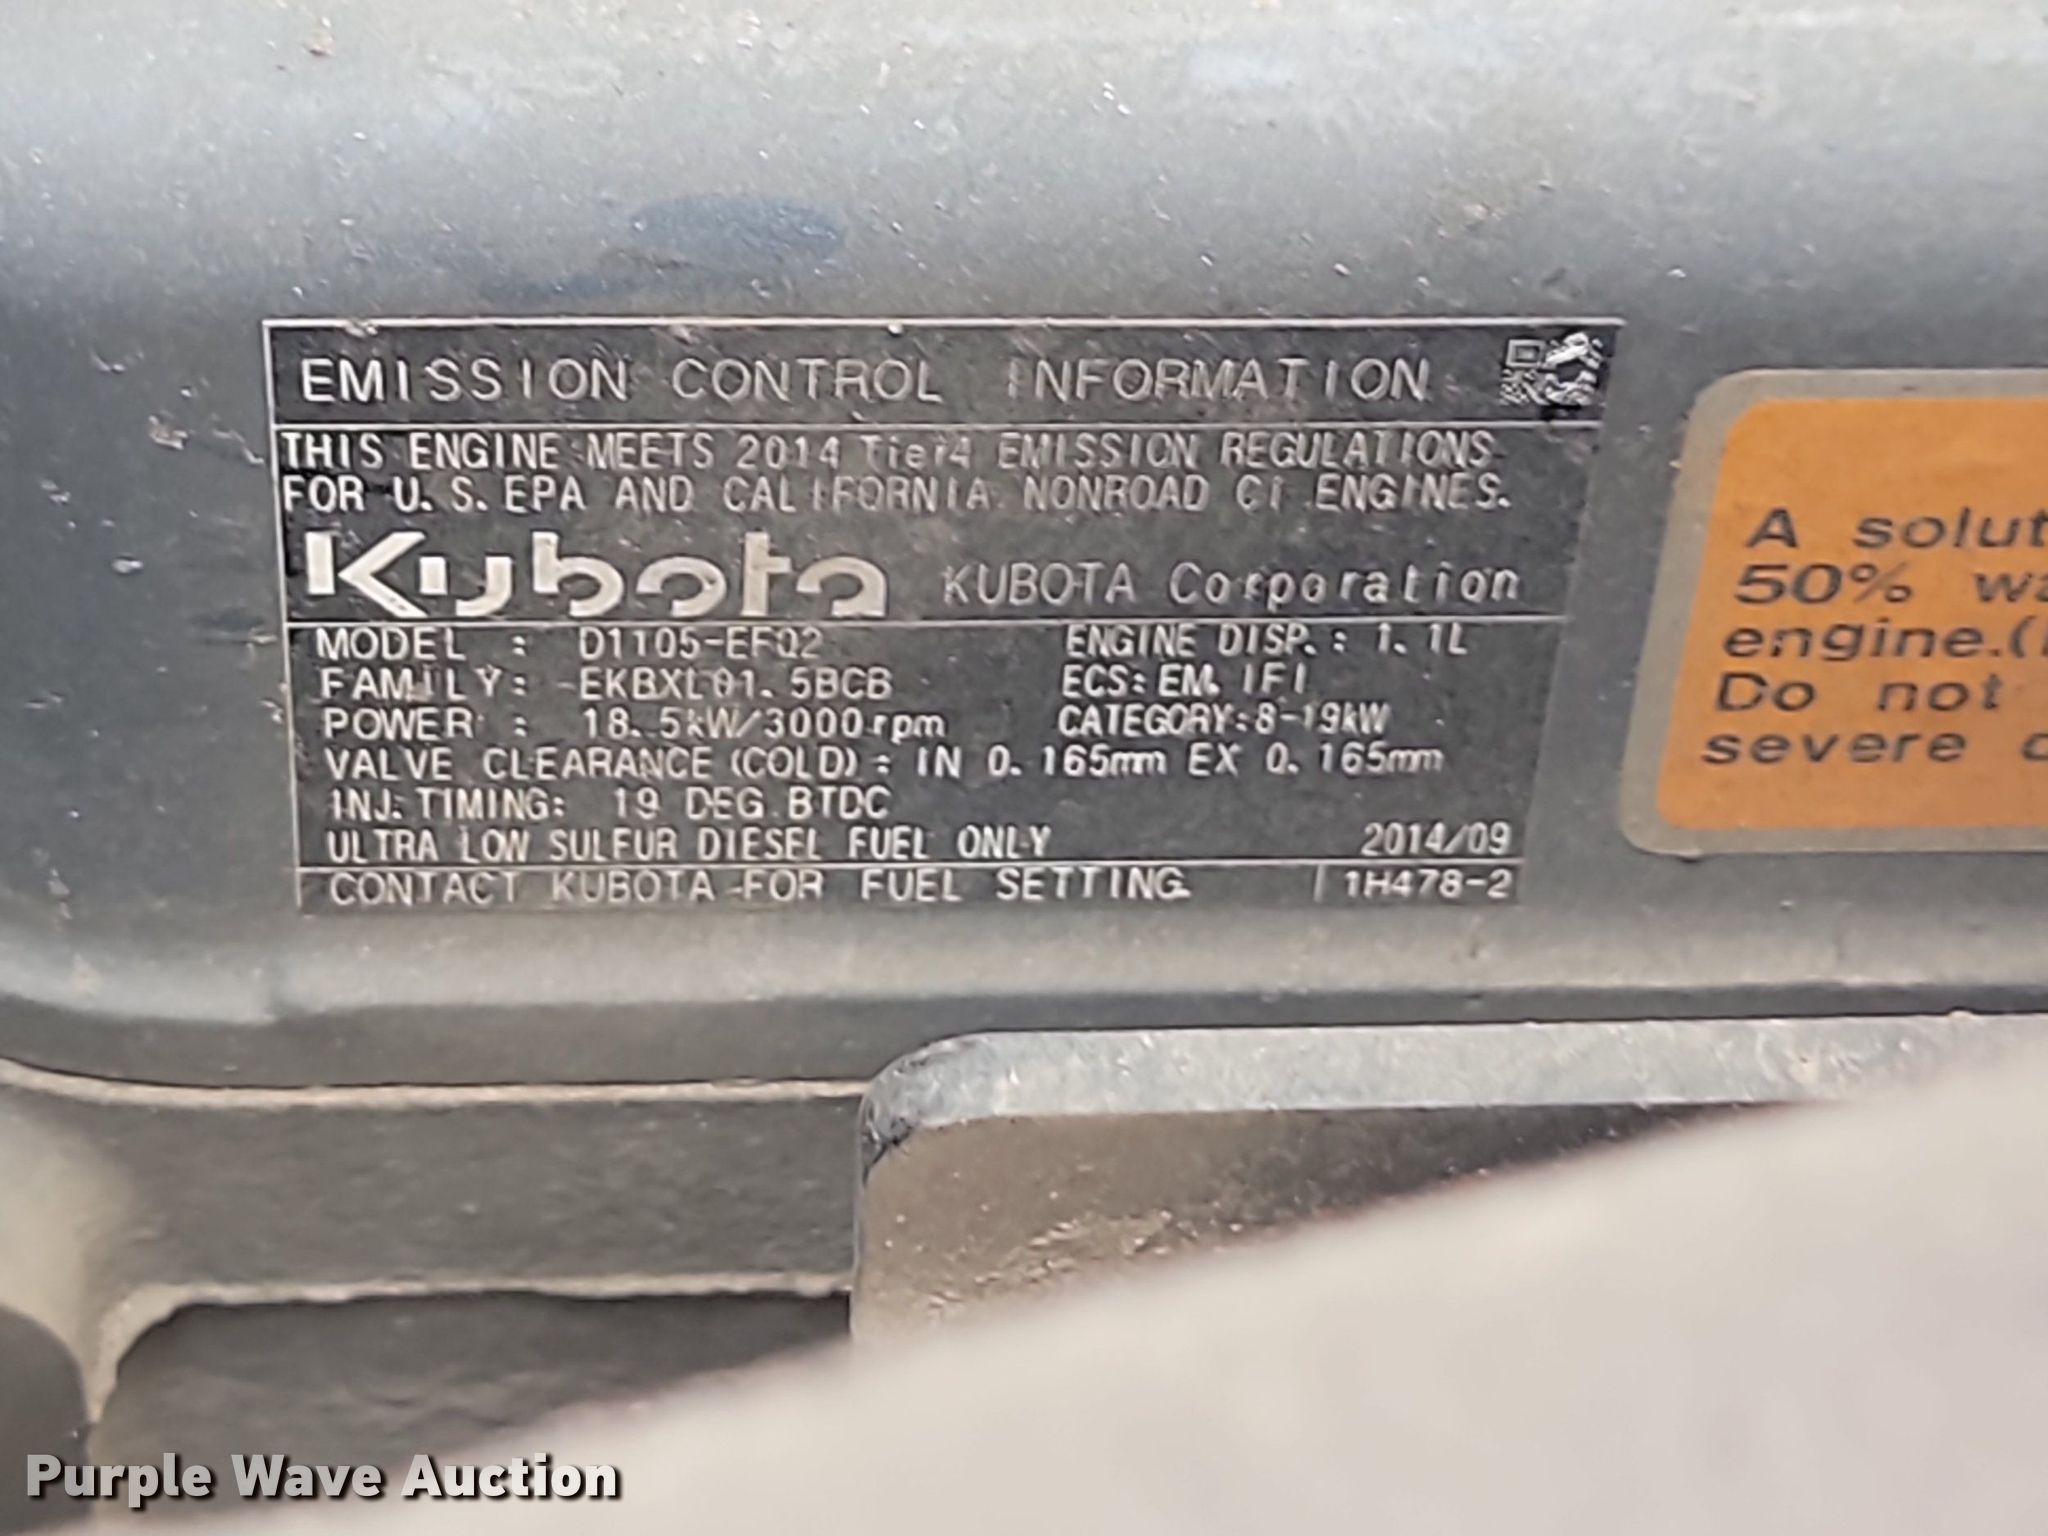 EMISSION CONTROL INFORMATION
THIS ENGINE MEETS 2014 Tier4 EMISSION REGULATIONS
FOR U.S. EPA AND CALIFORNIA NONROAD CI ENGINES.
Kubota KUBOTA Corporation
MODEL : D1105-EF02 ENGINE DISP.: 1.1L
FAMILY: EKBXL01.5BCB ECS: EM, IFI
POWER : 18.5kW/3000rpm CATEGORY:8-19kW
VALVE CLEARANCE (COLD) : IN 0.165mm EX 0.165mm
INJ.TIMING: 19 DEG.BTDC
ULTRA LOW SULFUR DIESEL FUEL ONLY 2014/09
CONTACT KUBOTA FOR FUEL SETTING. 1H478-2
A solut
50% wa
engine.(
Do not
severe
Purple Wave Auction